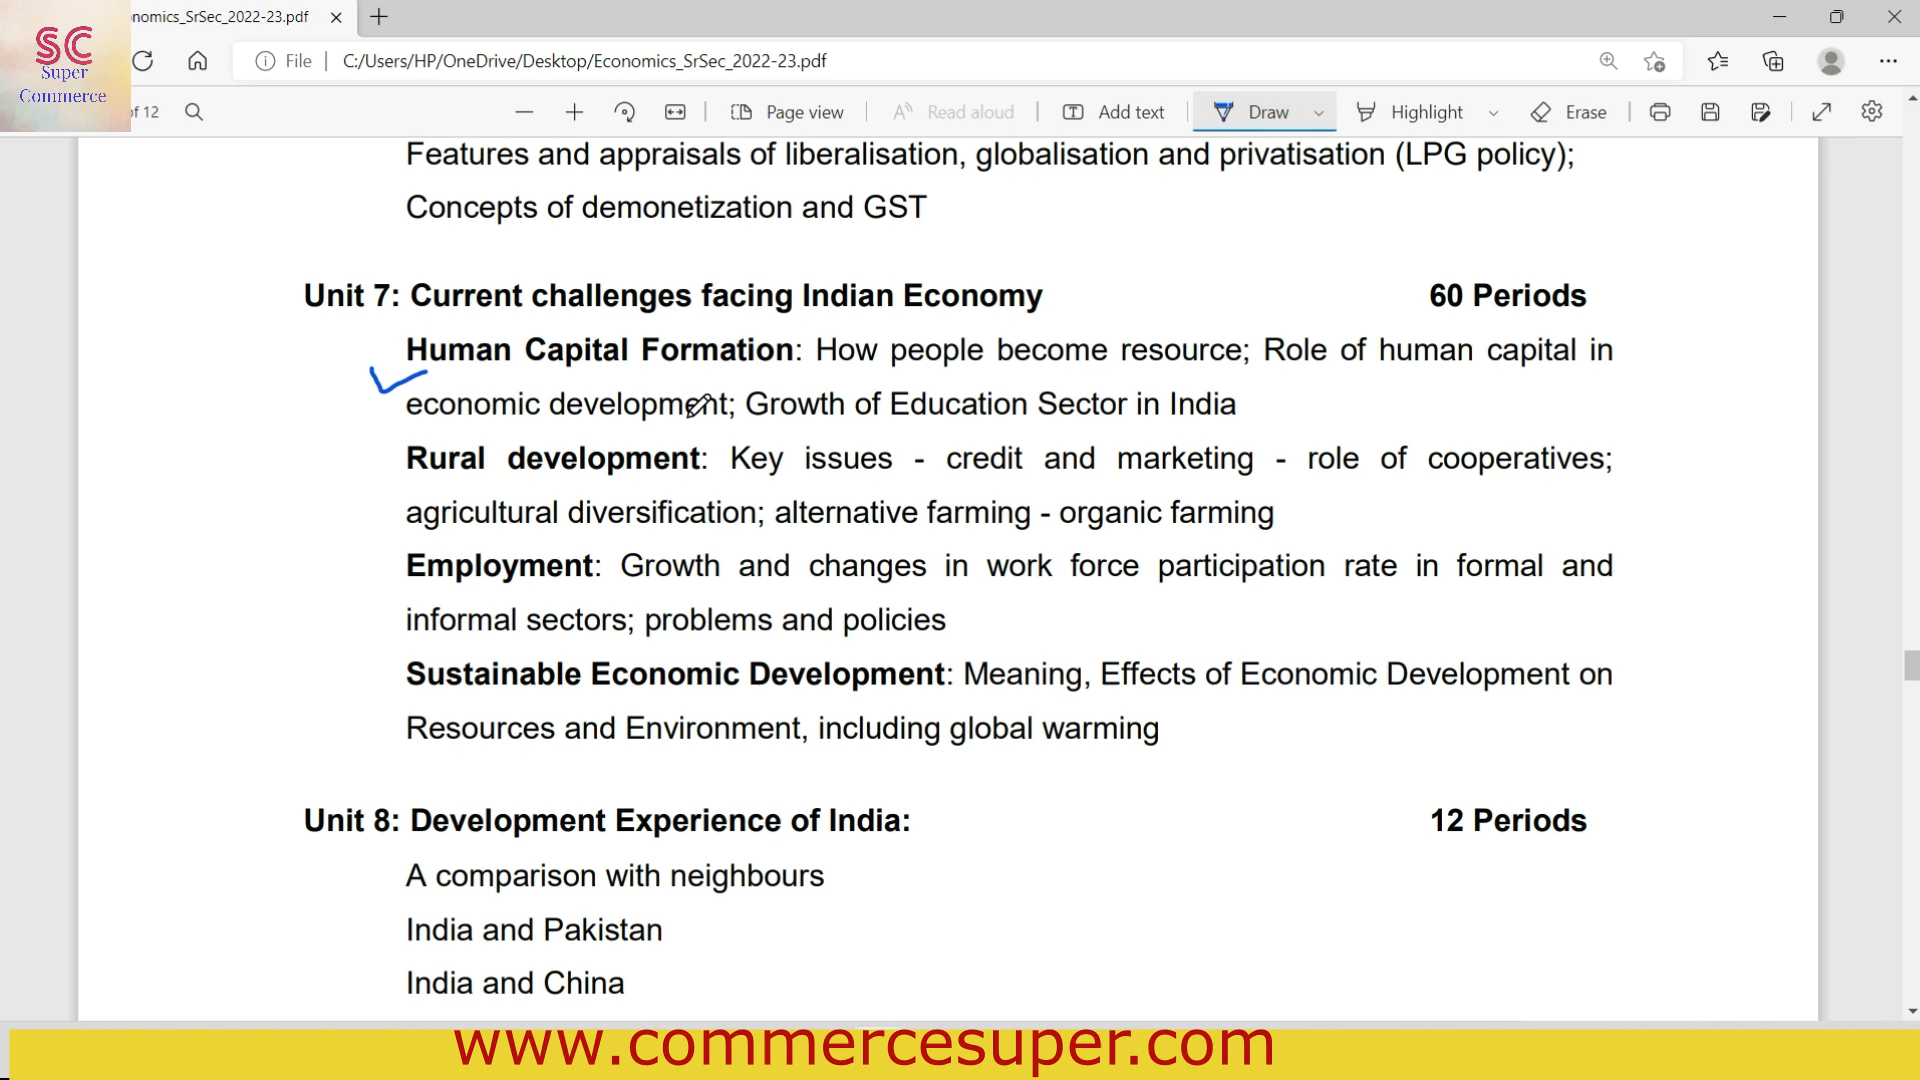 nomics_SrSec_2022-23.pdf
SC
Super
Commerce
File
C:/Users/HP/OneDrive/Desktop/Economics_SrSec_2022-23.pdf
of 12
Page view
Read aloud
Add text
Draw
Highlight
Erase
Features and appraisals of liberalisation, globalisation and privatisation (LPG policy);
Concepts of demonetization and GST
Unit 7: Current challenges facing Indian Economy 60 Periods
Human Capital Formation: How people become resource; Role of human capital in
economic development; Growth of Education Sector in India
Rural development: Key issues - credit and marketing - role of cooperatives;
agricultural diversification; alternative farming - organic farming
Employment: Growth and changes in work force participation rate in formal and
informal sectors; problems and policies
Sustainable Economic Development: Meaning, Effects of Economic Development on
Resources and Environment, including global warming
Unit 8: Development Experience of India: 12 Periods
A comparison with neighbours
India and Pakistan
India and China
www.commercesuper.com